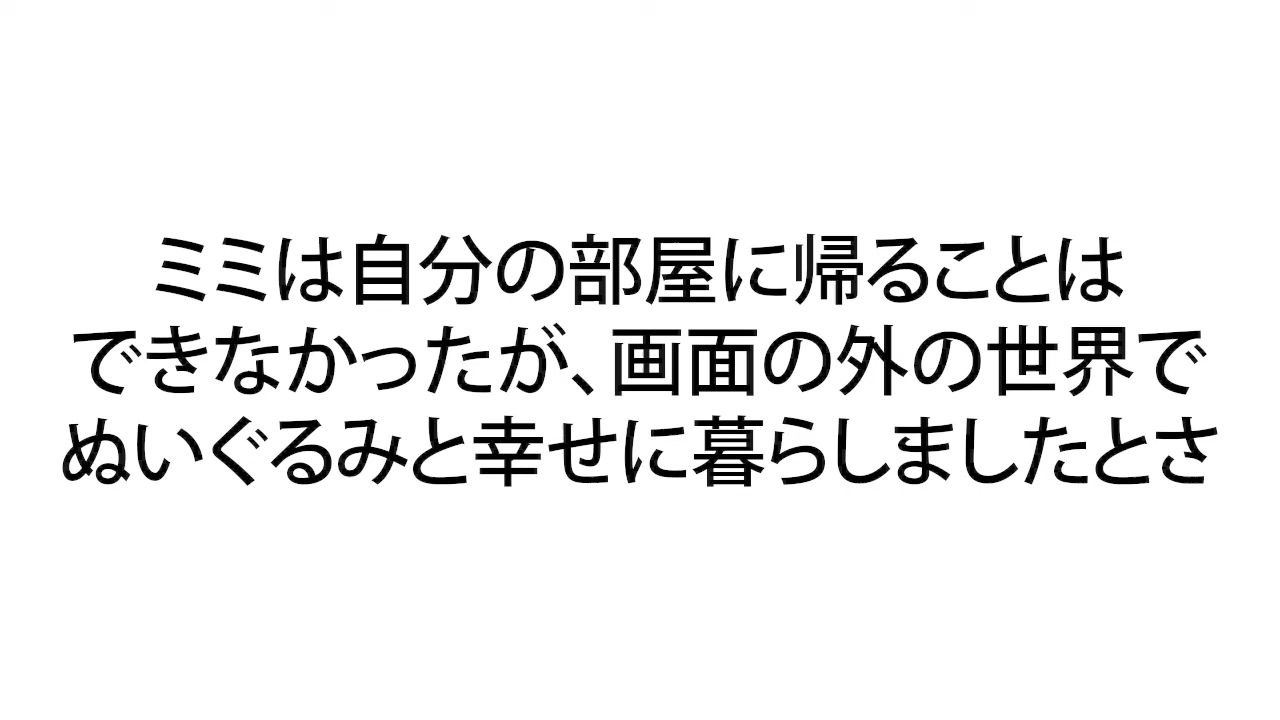 ミミは自分の部屋に帰ることは
できなかったが、画面の外の世界で
ぬいぐるみと幸せに暮らしましたとさ